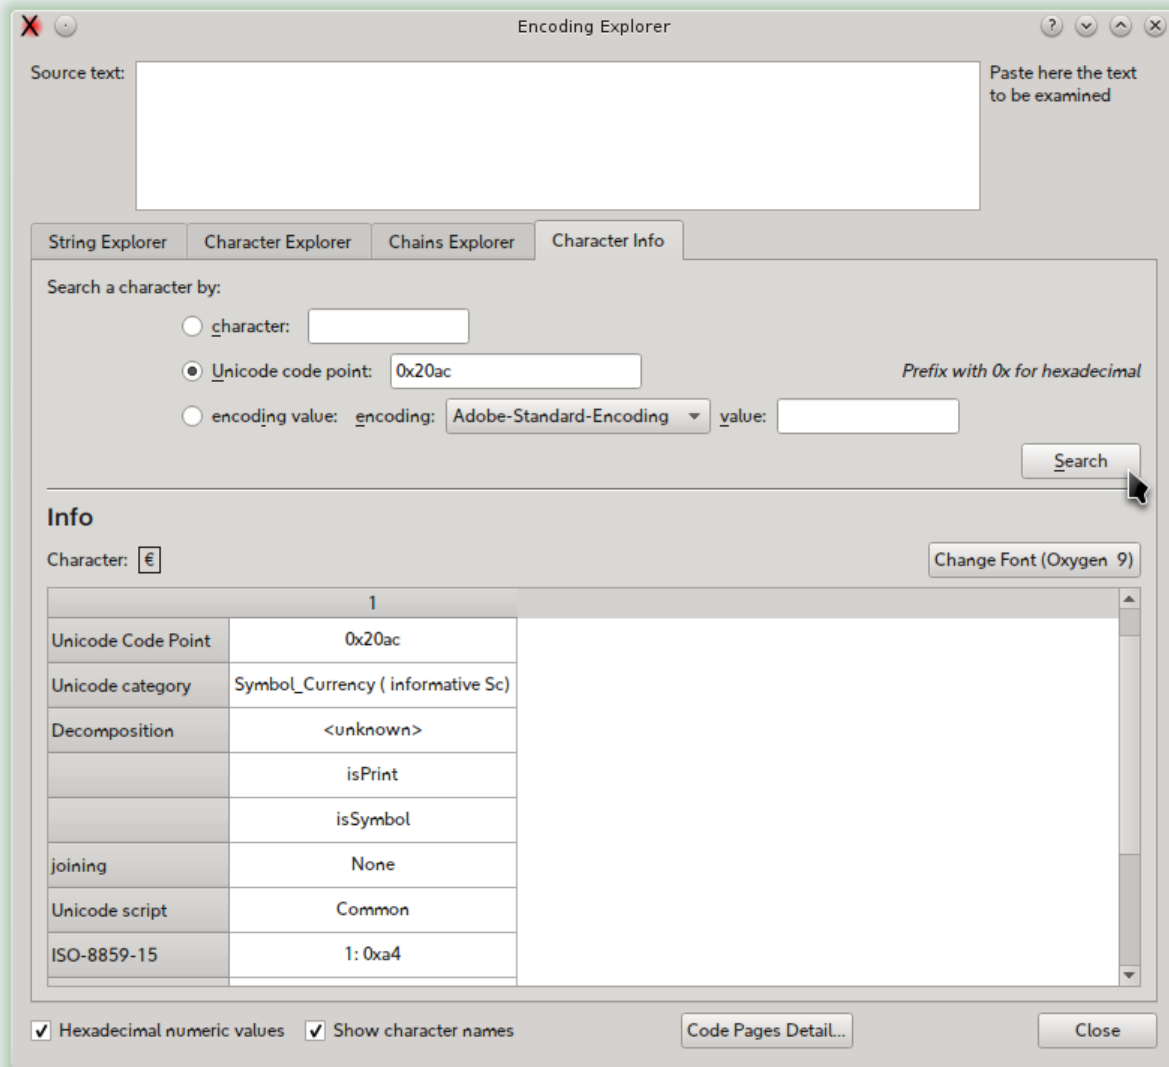 Encoding Explorer
Source text:
Paste here the text
to be examined
String Explorer
Character Explorer
Chains Explorer
Character Info
Search a character by:
character:
Unicode code point: 0x20ac Prefix with 0x for hexadecimal
encoding value: encoding: Adobe-Standard-Encoding value:
Search
Info
Character: € Change Font (Oxygen 9)
1
Unicode Code Point 0x20ac
Unicode category Symbol_Currency ( informative Sc)
Decomposition <unknown>
isPrint
isSymbol
joining None
Unicode script Common
ISO-8859-15 1: 0xa4
Hexadecimal numeric values Show character names Code Pages Detail... Close